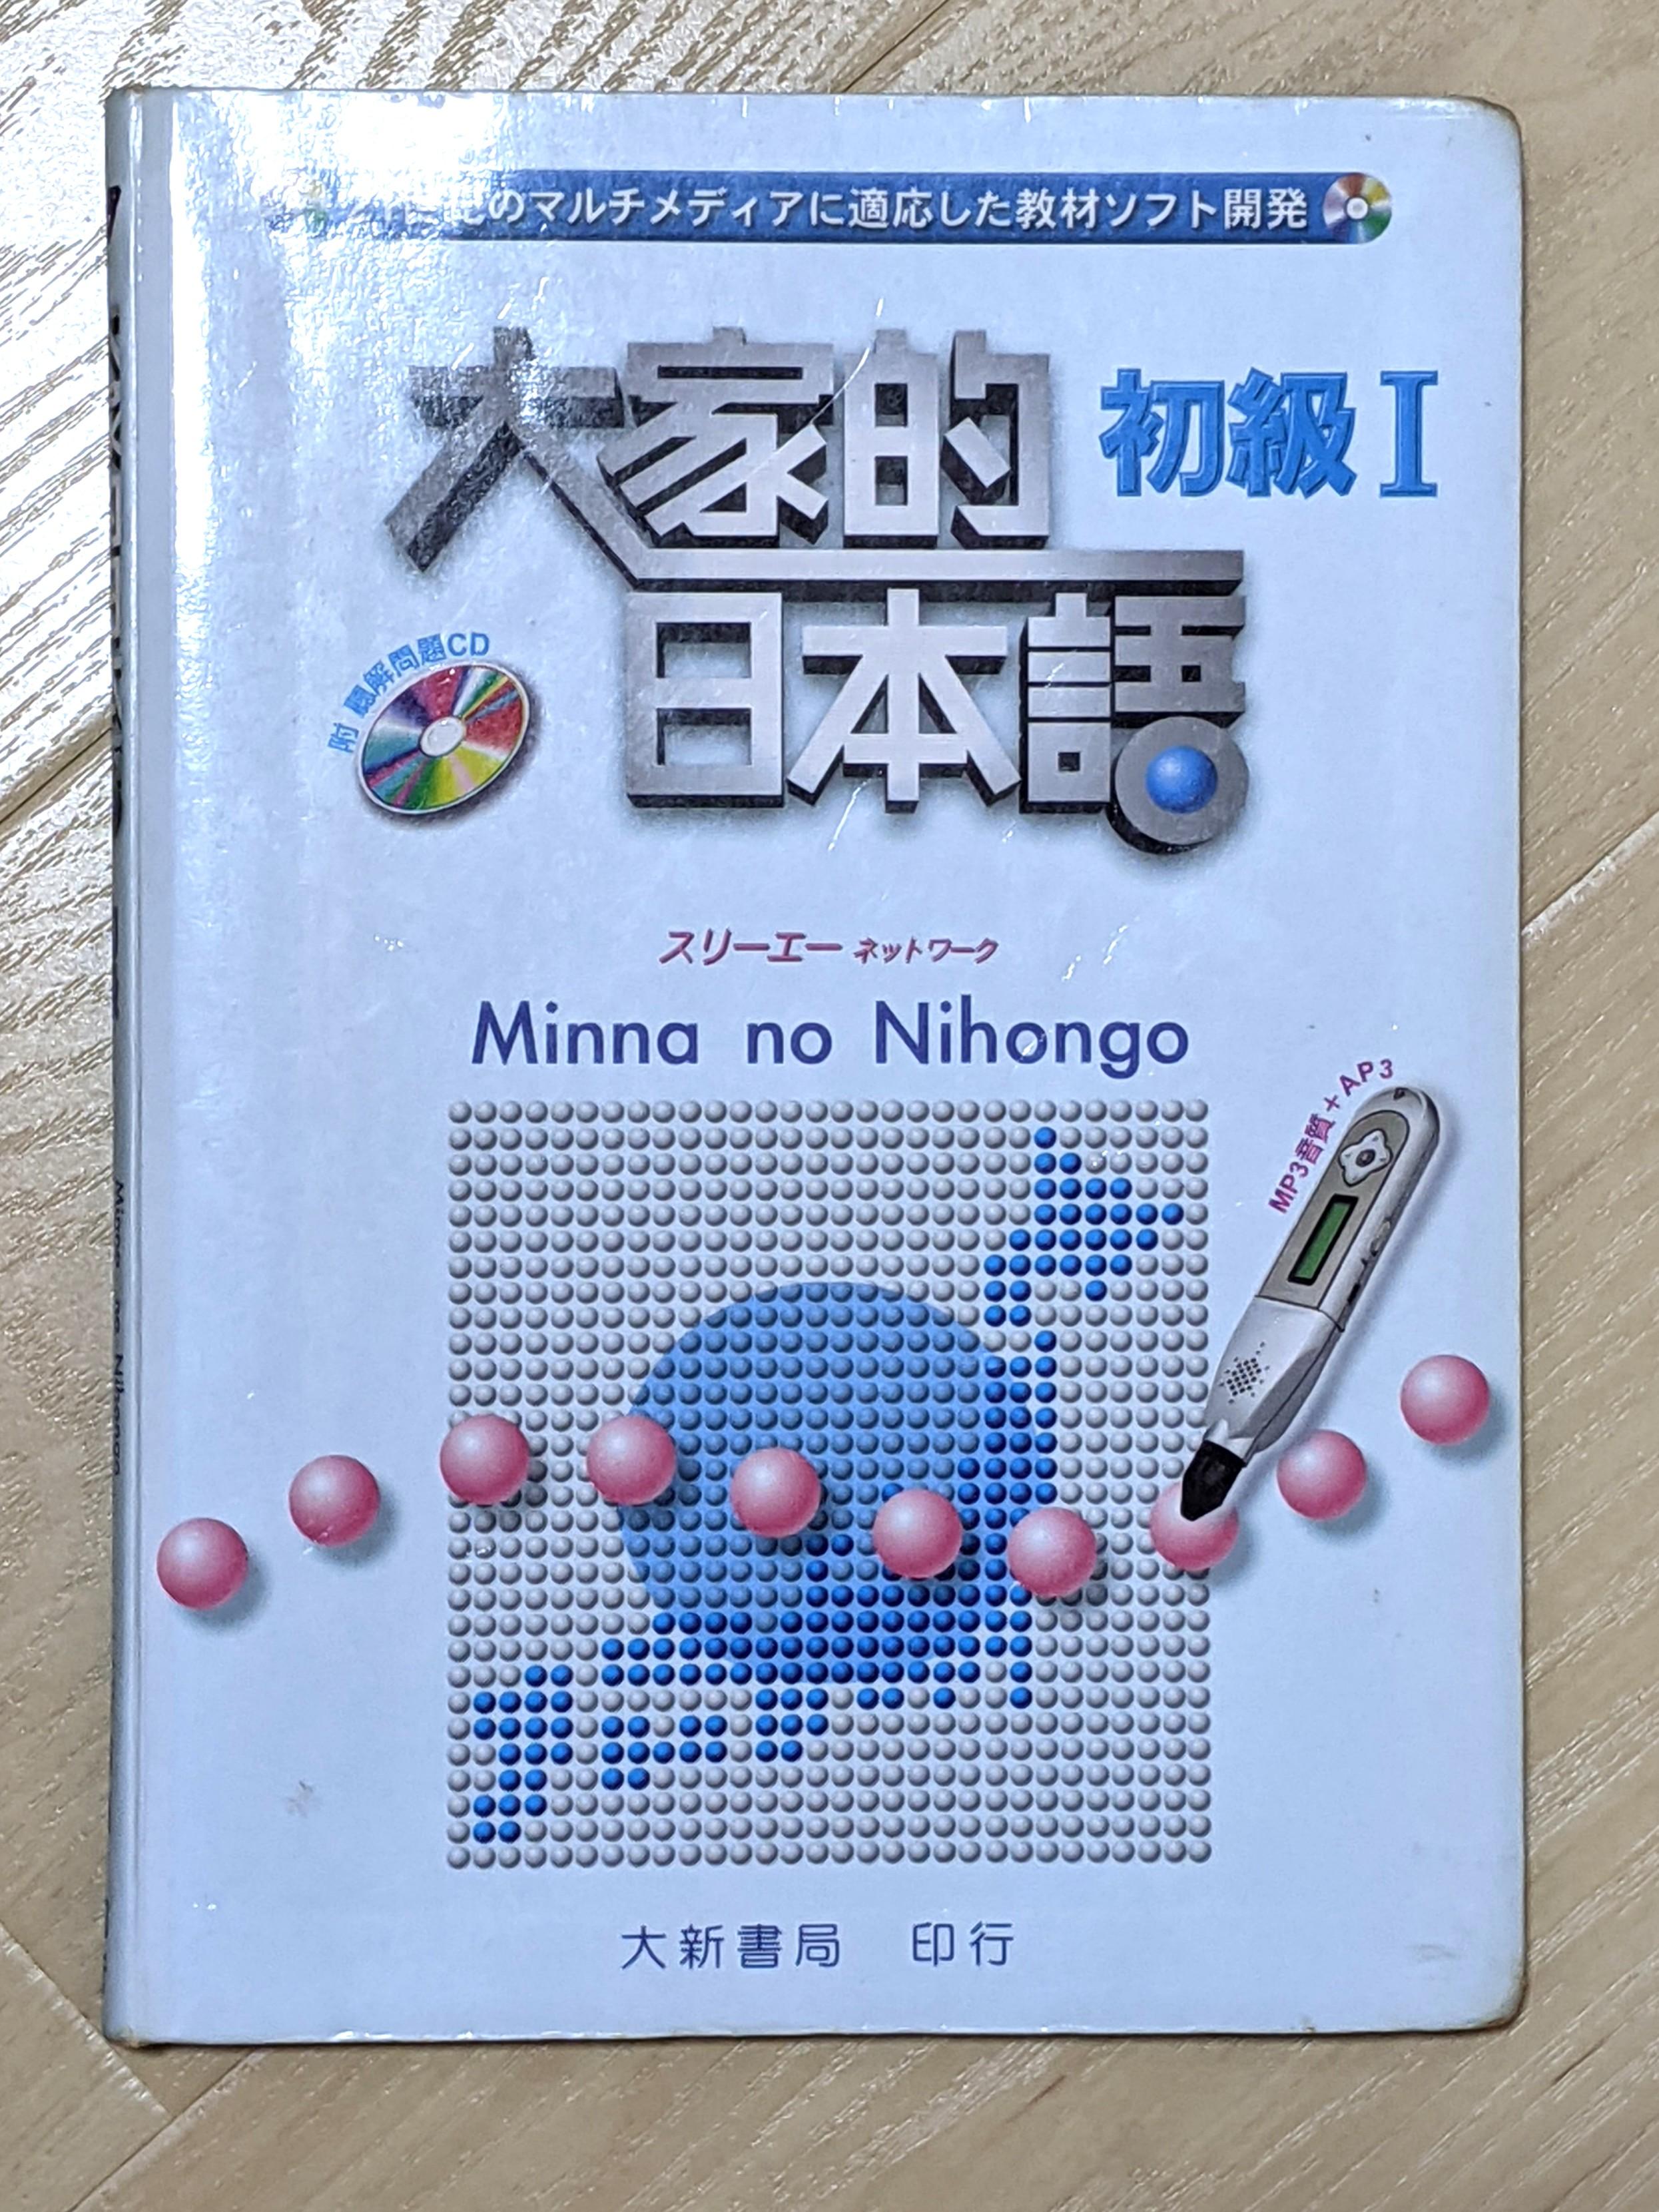 のマルチメディアに適応した教材ソフト開発
大家的
初級I
日本語
附 聽解問題CD
スリーエー ネットワーク
Minna no Nihongo
MP3音質+AP3
大新書局 印行
Minna no Nihongo